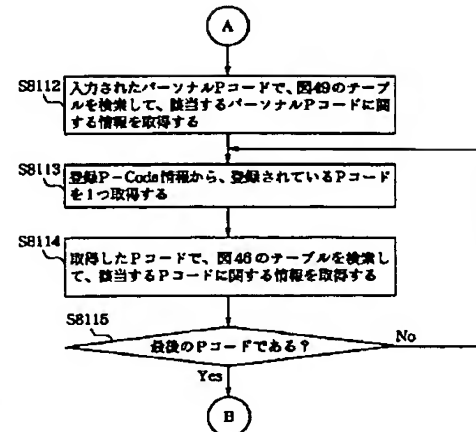 A
S8112
入力されたパーソナルPコードで、図49のテーブ
ルを検索して、該当するパーソナルPコードに関
する情報を取得する
S8113
登録P-Code情報から、登録されているPコード
を1つ取得する
S8114
取得したPコードで、図46のテーブルを検索し
て、該当するPコードに関する情報を取得する
S8115
最後のPコードである?
No
Yes
B